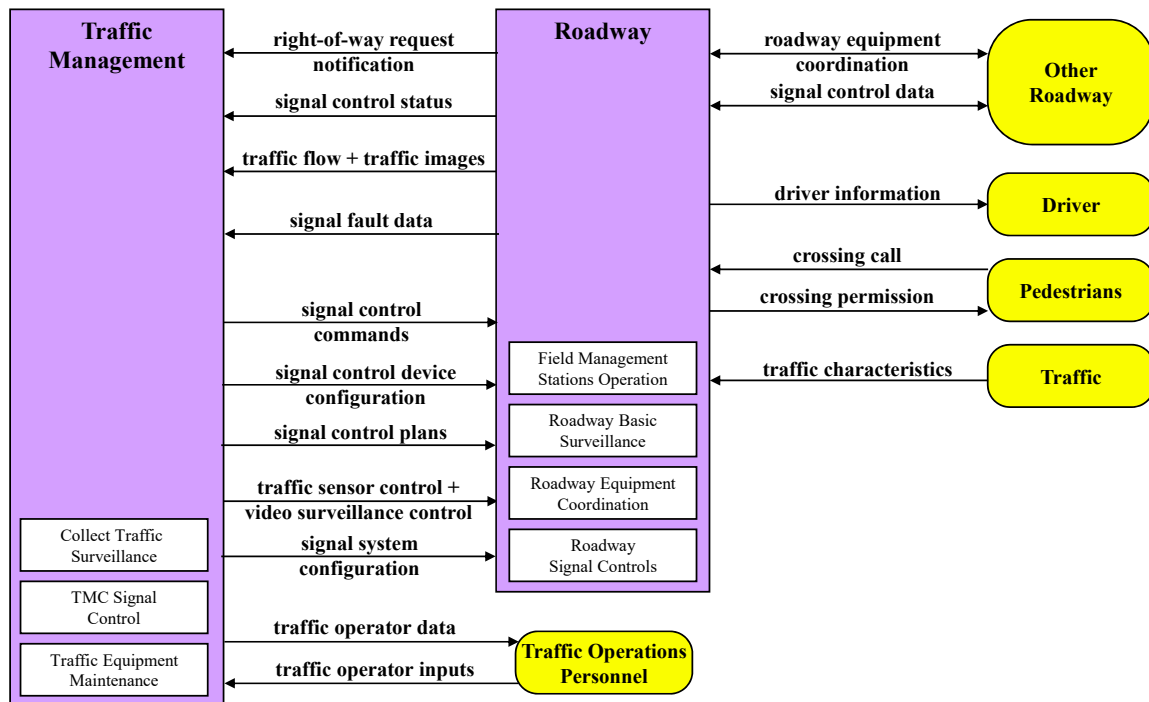 Traffic
Management
right-of-way request
notification
signal control status
traffic flow + traffic images
signal fault data
signal control
commands
signal control device
configuration
signal control plans
traffic sensor control +
video surveillance control
signal system
configuration
traffic operator data
traffic operator inputs
Collect Traffic
Surveillance
TMC Signal
Control
Traffic Equipment
Maintenance
Roadway
Field Management
Stations Operation
Roadway Basic
Surveillance
Roadway Equipment
Coordination
Roadway
Signal Controls
Traffic Operations
Personnel
roadway equipment
coordination
signal control data
driver information
crossing call
crossing permission
traffic characteristics
Other
Roadway
Driver
Pedestrians
Traffic